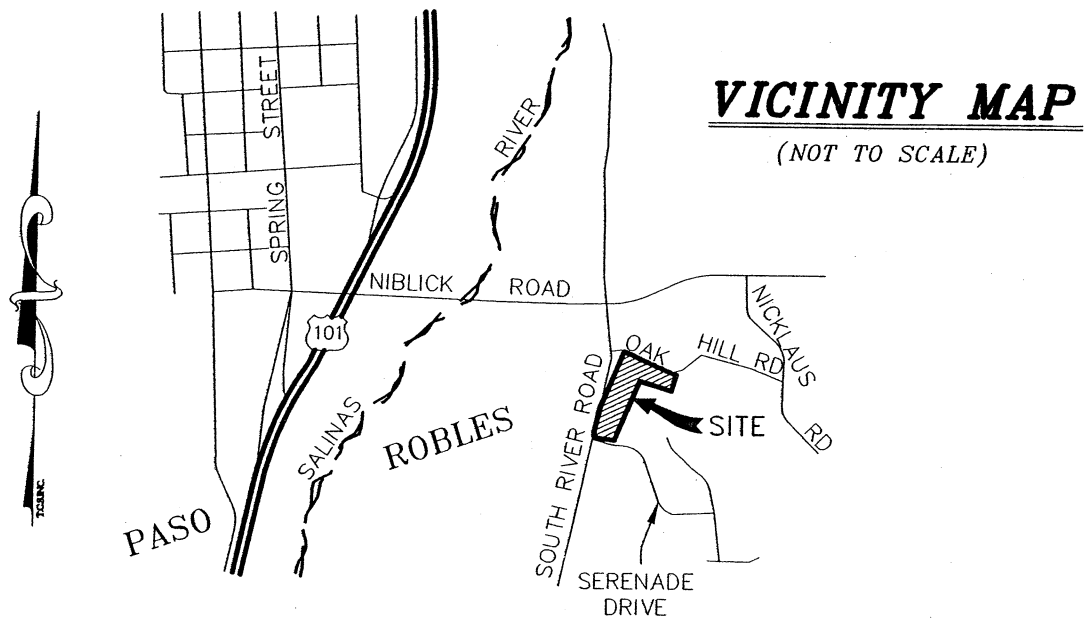 VICINITY MAP
(NOT TO SCALE)
SPRING STREET
RIVER
NIBLICK ROAD
101
NICKLAUS
RD
OAK
HILL RD
SITE
SALINAS
ROBLES
PASO
SOUTH RIVER ROAD
SERENADE
DRIVE